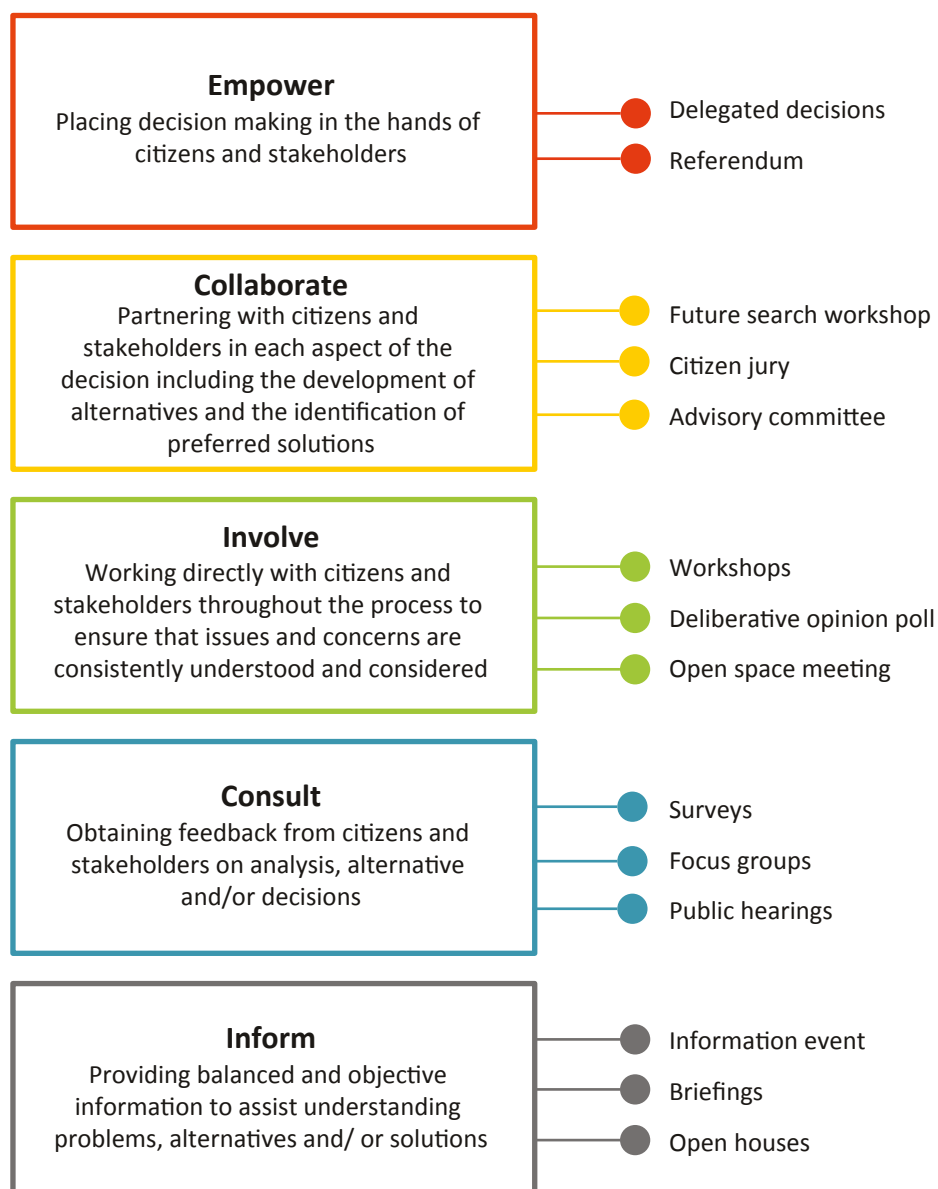 Empower
Placing decision making in the hands of
citizens and stakeholders
Delegated decisions
Referendum
Collaborate
Partnering with citizens and
stakeholders in each aspect of the
decision including the development of
alternatives and the identification of
preferred solutions
Future search workshop
Citizen jury
Advisory committee
Involve
Working directly with citizens and
stakeholders throughout the process to
ensure that issues and concerns are
consistently understood and considered
Workshops
Deliberative opinion poll
Open space meeting
Consult
Obtaining feedback from citizens and
stakeholders on analysis, alternative
and/or decisions
Surveys
Focus groups
Public hearings
Inform
Providing balanced and objective
information to assist understanding
problems, alternatives and/ or solutions
Information event
Briefings
Open houses